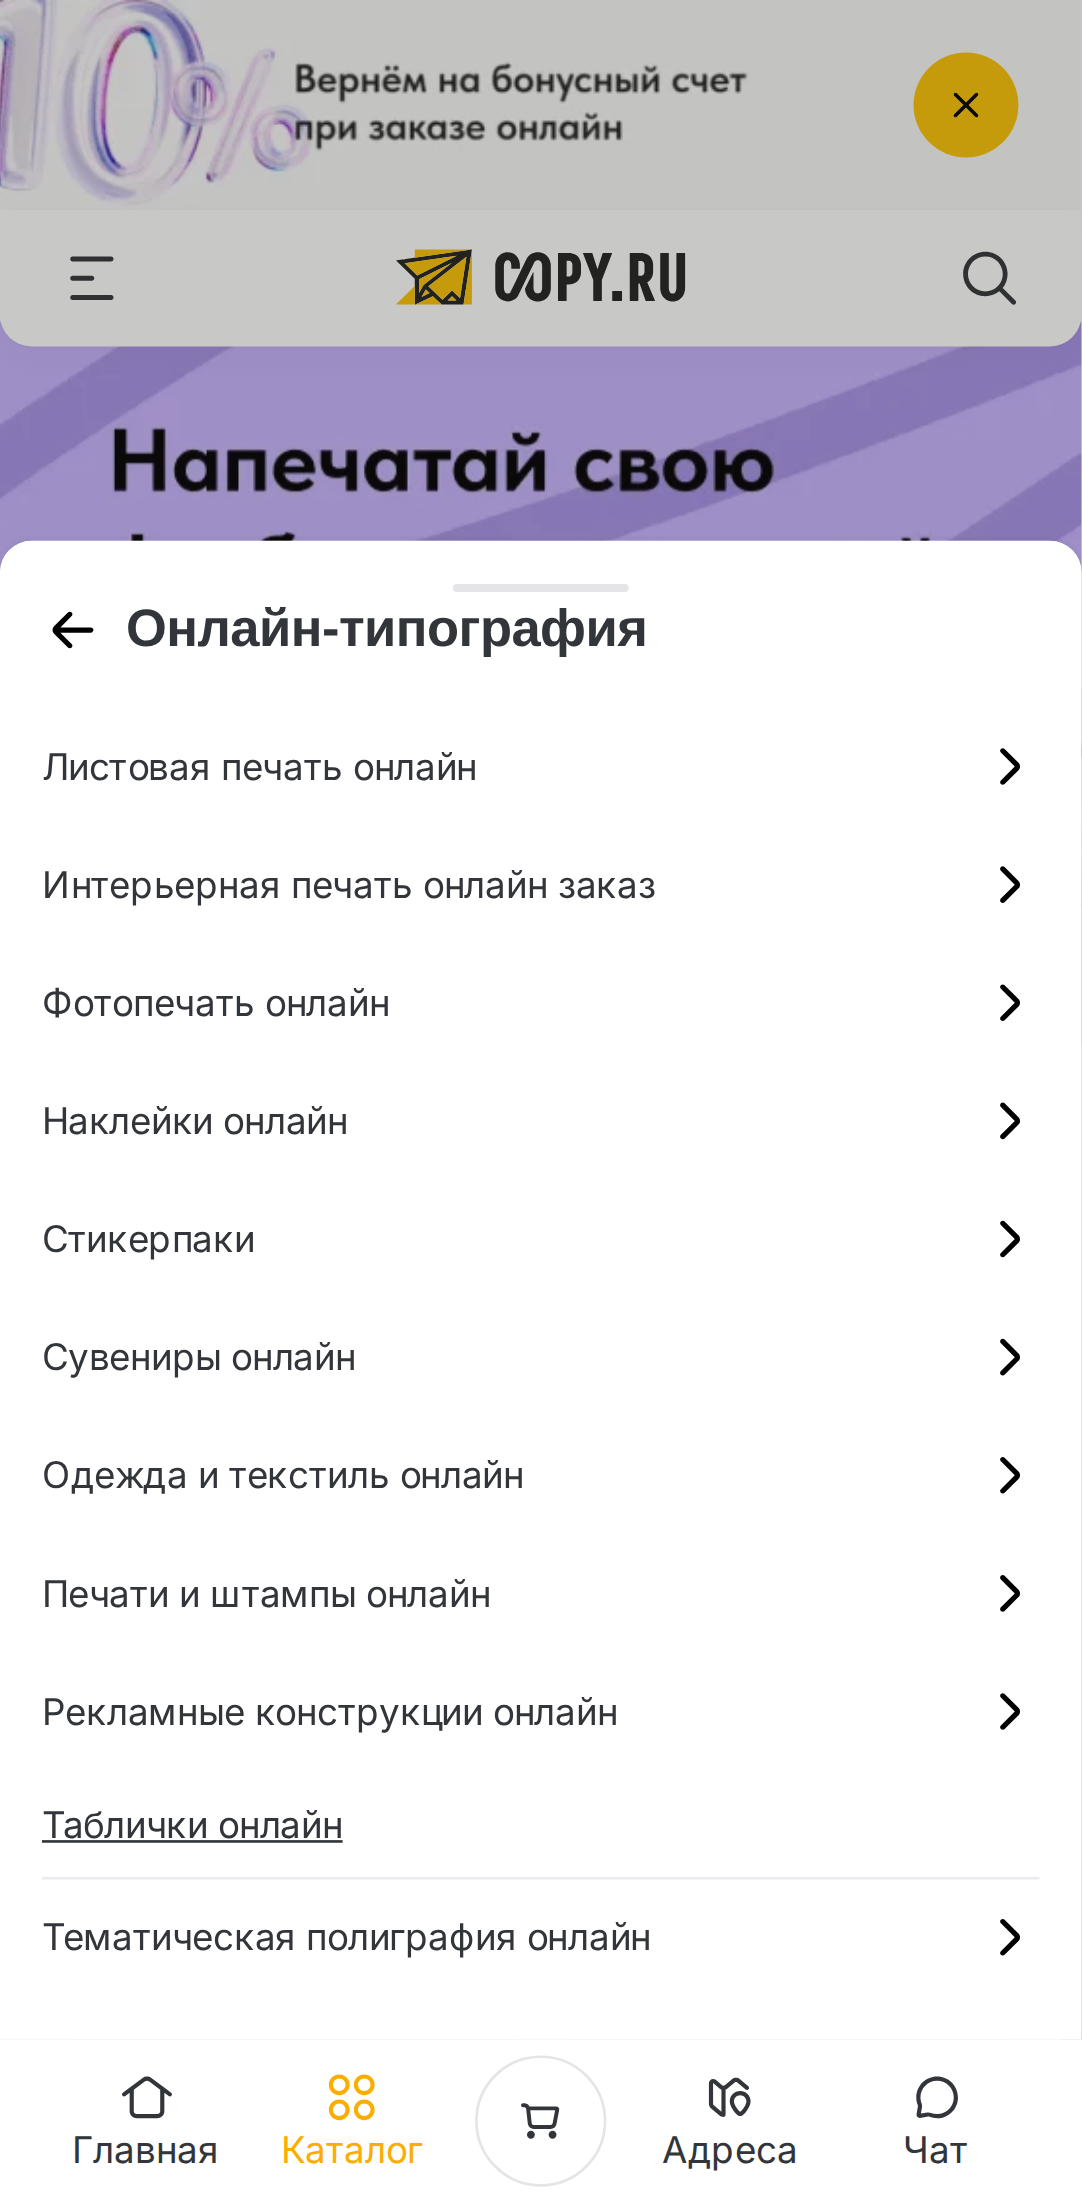 10%
Вернём на бонусный счет
при заказе онлайн
COPY.RU
Напечатай свою
Онлайн-типография
Листовая печать онлайн
Интерьерная печать онлайн заказ
Фотопечать онлайн
Наклейки онлайн
Стикерпаки
Сувениры онлайн
Одежда и текстиль онлайн
Печати и штампы онлайн
Рекламные конструкции онлайн
Таблички онлайн
Тематическая полиграфия онлайн
Главная
Каталог
Адреса
Чат